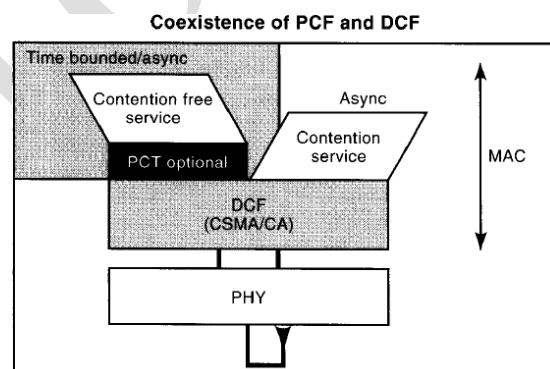 Coexistence of PCF and DCF
Time bounded/async
Contention free
service
Async
Contention
service
MAC
PCT optional
DCF
(CSMA/CA)
PHY